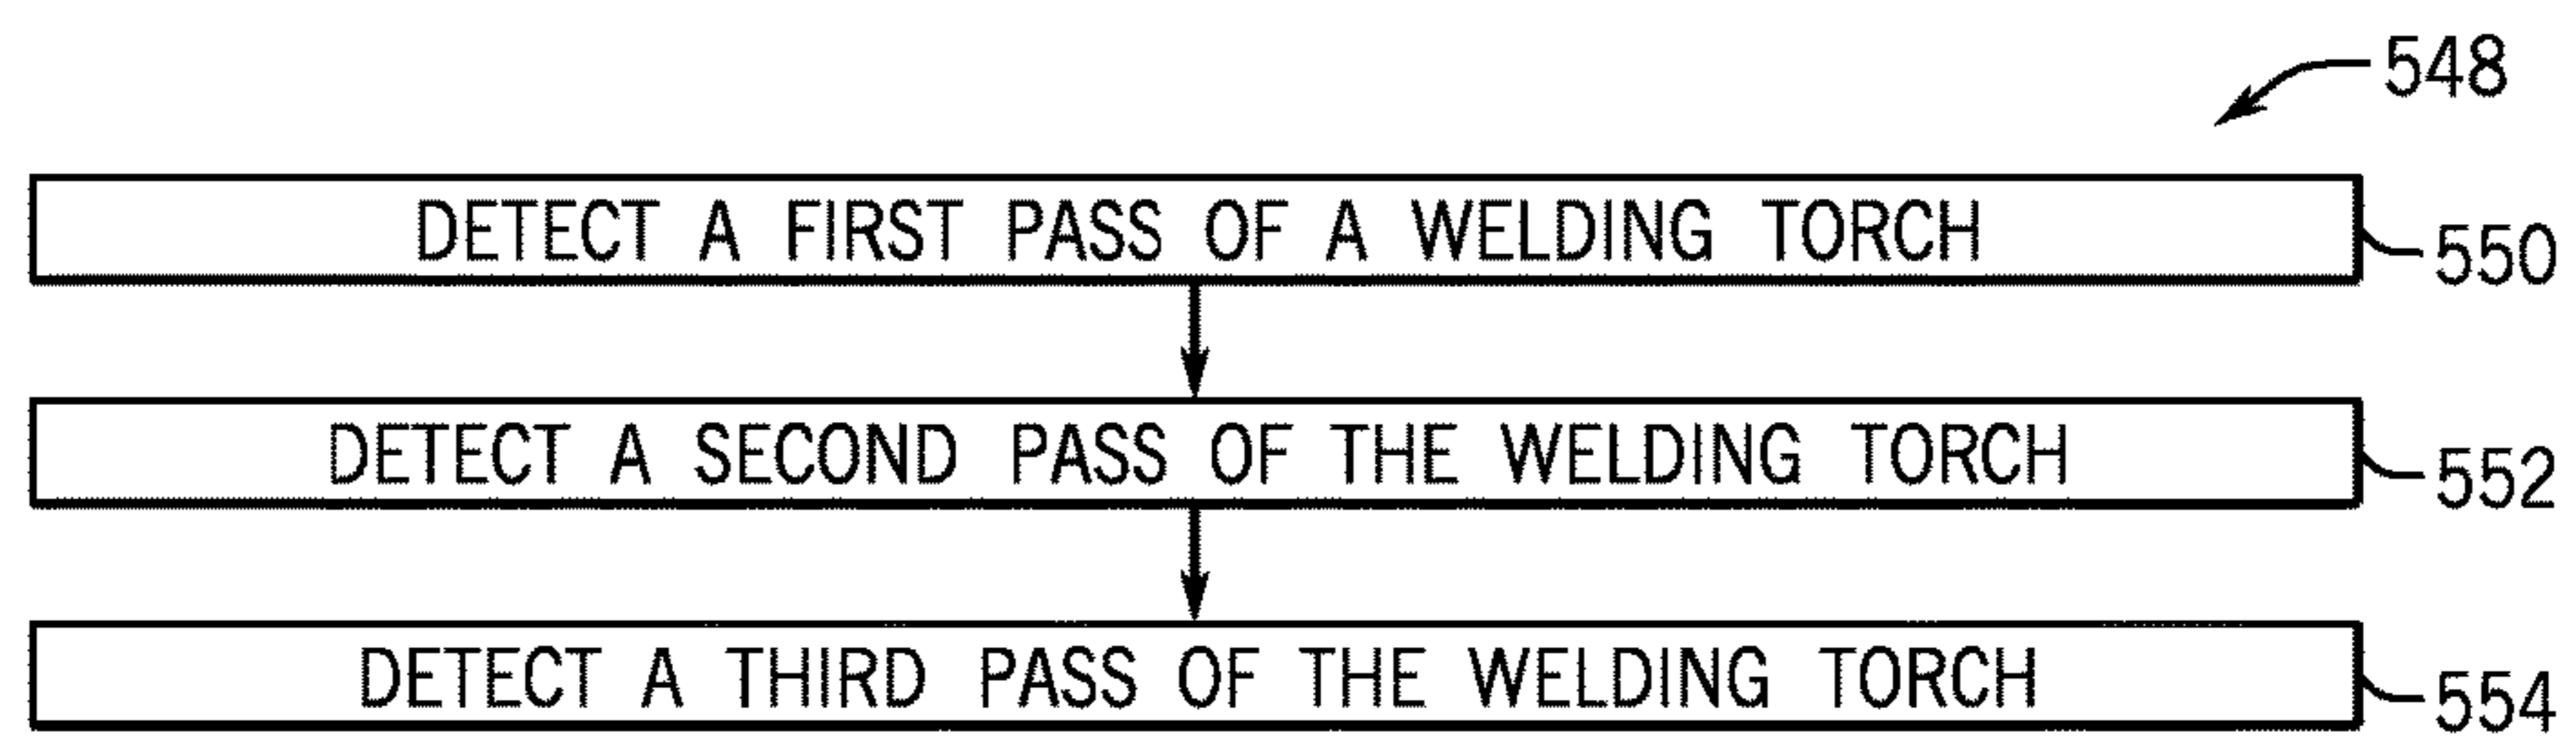 548
DETECT A FIRST PASS OF A WELDING TORCH
550
DETECT A SECOND PASS OF THE WELDING TORCH
552
DETECT A THIRD PASS OF THE WELDING TORCH
554